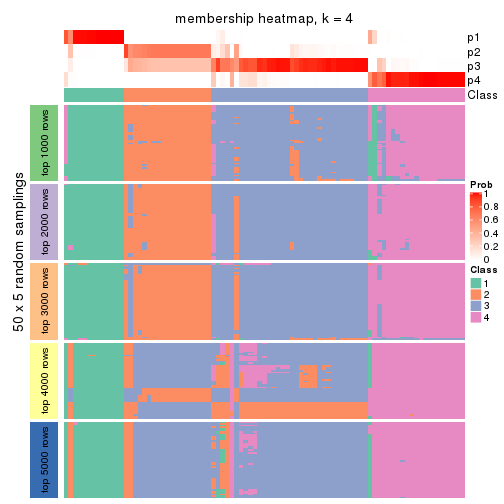 membership heatmap, k = 4
p1
p2
p3
p4
Class
50 x 5 random samplings
top 1000 rows
top 2000 rows
top 3000 rows
top 4000 rows
top 5000 rows
Prob
1
0.8
0.6
0.4
0.2
0
Class
1
2
3
4